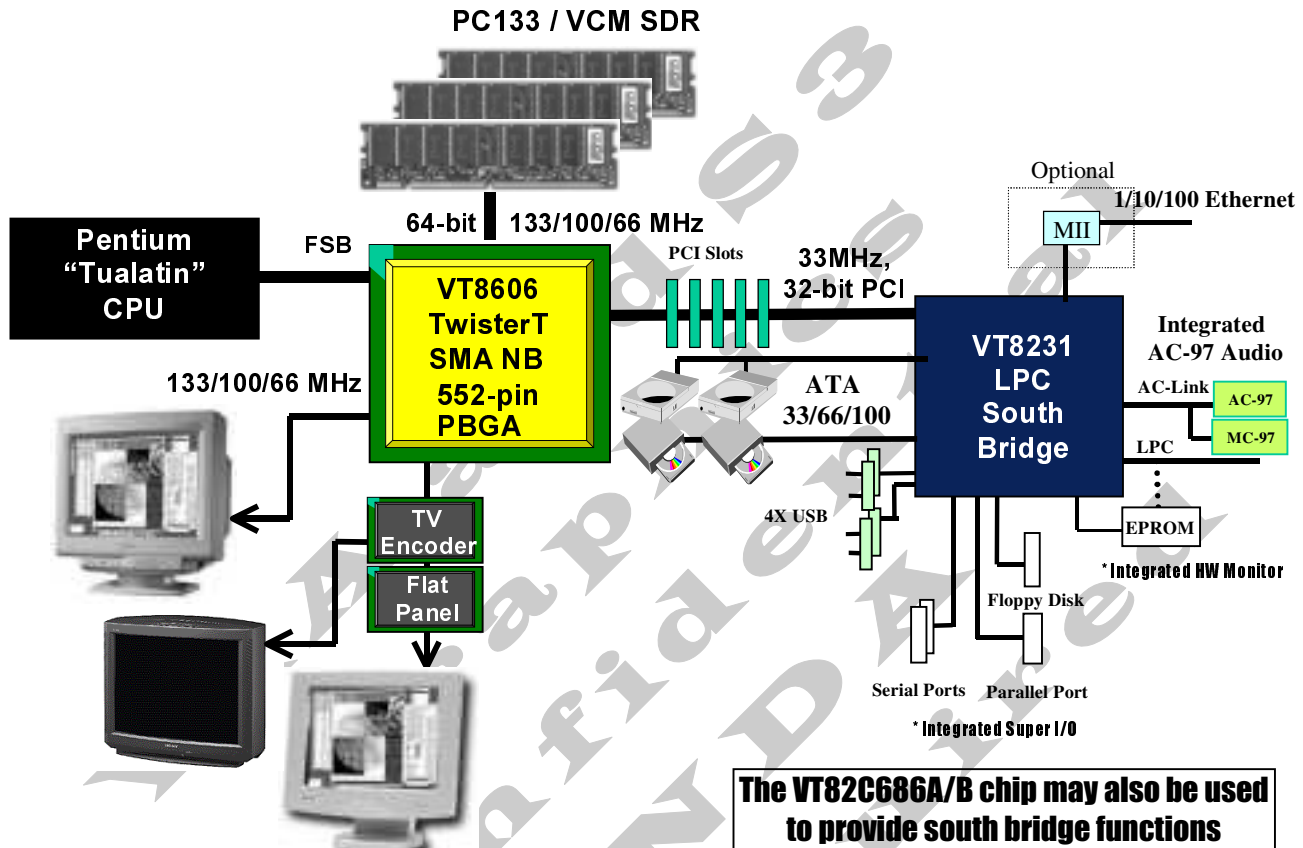 PC133 / VCM SDR
Optional
1/10/100 Ethernet
MII
64-bit
133/100/66 MHz
Pentium
“Tualatin”
CPU
FSB
VT8606
TwisterT
SMA NB
552-pin
PBGA
PCI Slots
33MHz,
32-bit PCI
VT8231
LPC
South
Bridge
Integrated
AC-97 Audio
AC-Link
AC-97
MC-97
LPC
EPROM
* Integrated HW Monitor
133/100/66 MHz
ATA
33/66/100
4X USB
TV
Encoder
Flat
Panel
Floppy Disk
Serial Ports
Parallel Port
* Integrated Super I/O
The VT82C686A/B chip may also be used
to provide south bridge functions